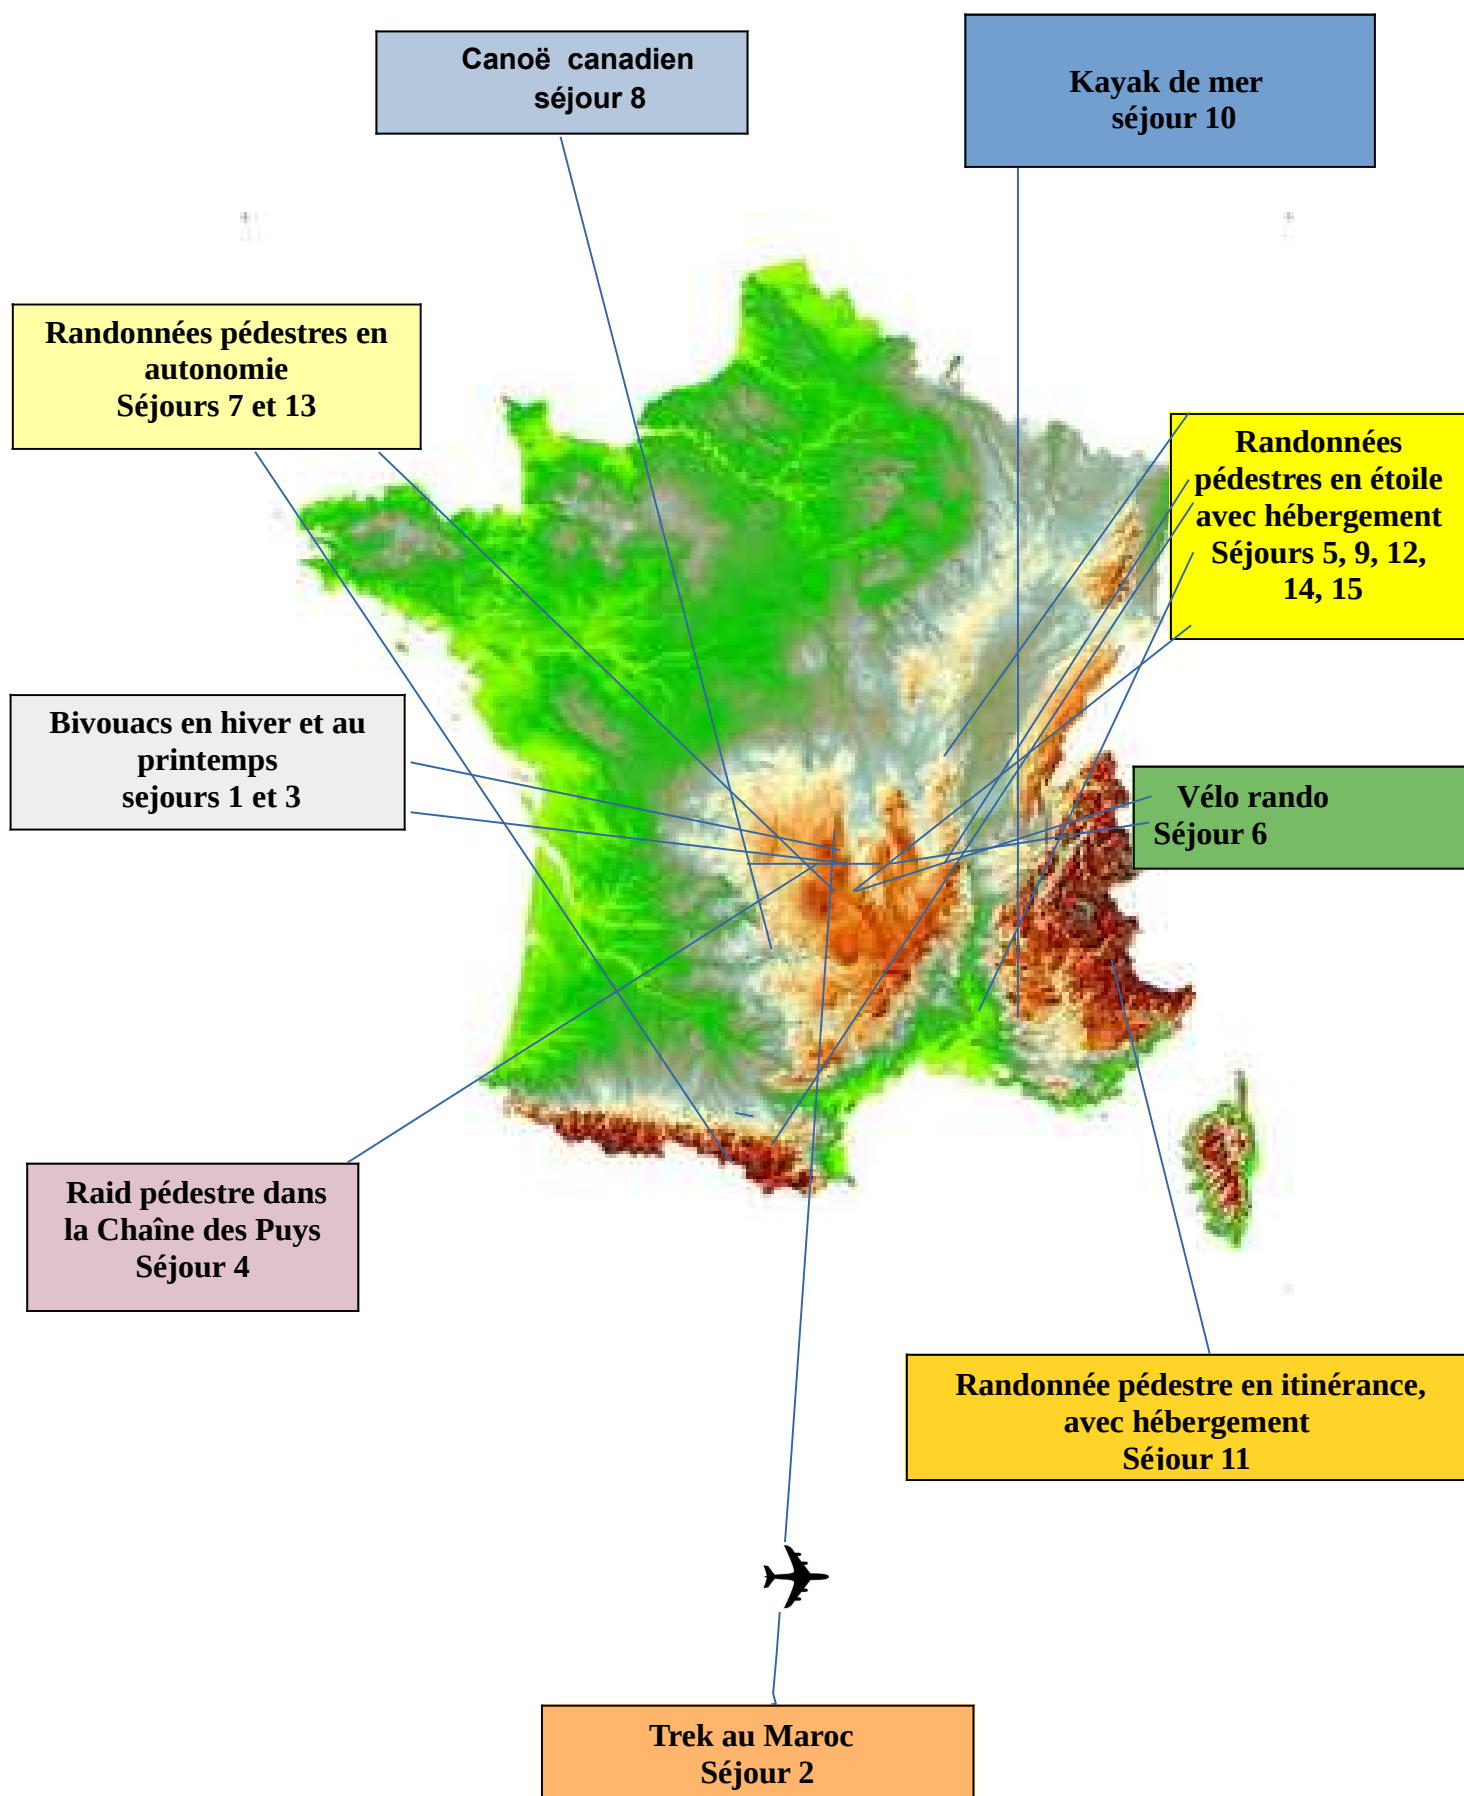 Canoë canadien
séjour 8
Kayak de mer
séjour 10
Randonnées pédestres en
autonomie
Séjours 7 et 13
Randonnées
pédestres en étoile
avec hébergement
Séjours 5, 9, 12,
14, 15
Bivouacs en hiver et au
printemps
sejours 1 et 3
Vélo rando
Séjour 6
Raid pédestre dans
la Chaîne des Puys
Séjour 4
Randonnée pédestre en itinérance,
avec hébergement
Séjour 11
Trek au Maroc
Séjour 2